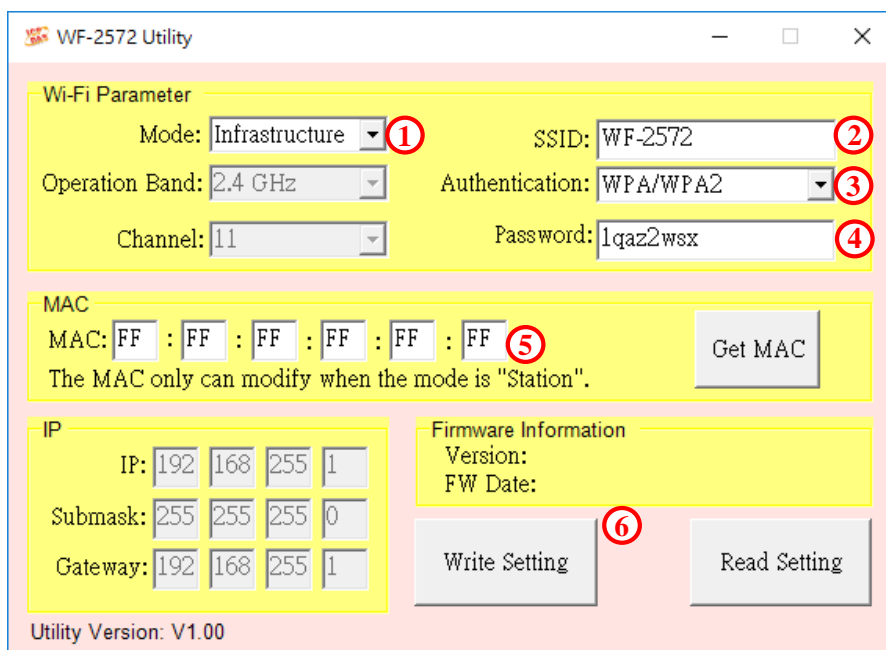 WF-2572 Utility
Wi-Fi Parameter
Mode: Infrastructure 1
SSID: WF-2572 2
Operation Band: 2.4 GHz
Authentication: WPA/WPA2 3
Channel: 11
Password: 1qaz2wsx 4
MAC
MAC: FF : FF : FF : FF : FF : FF 5
Get MAC
The MAC only can modify when the mode is "Station".
IP
IP: 192 168 255 1
Submask: 255 255 255 0
Gateway: 192 168 255 1
Firmware Information
Version:
FW Date:
6
Write Setting
Read Setting
Utility Version: V1.00